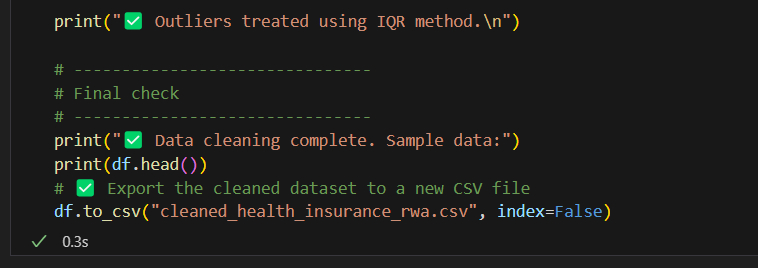 print("✅ Outliers treated using IQR method.\n")
# -------------------------------
# Final check
# -------------------------------
print("✅ Data cleaning complete. Sample data:")
print(df.head())
# ✅ Export the cleaned dataset to a new CSV file
df.to_csv("cleaned_health_insurance_rwa.csv", index=False)
✓ 0.3s